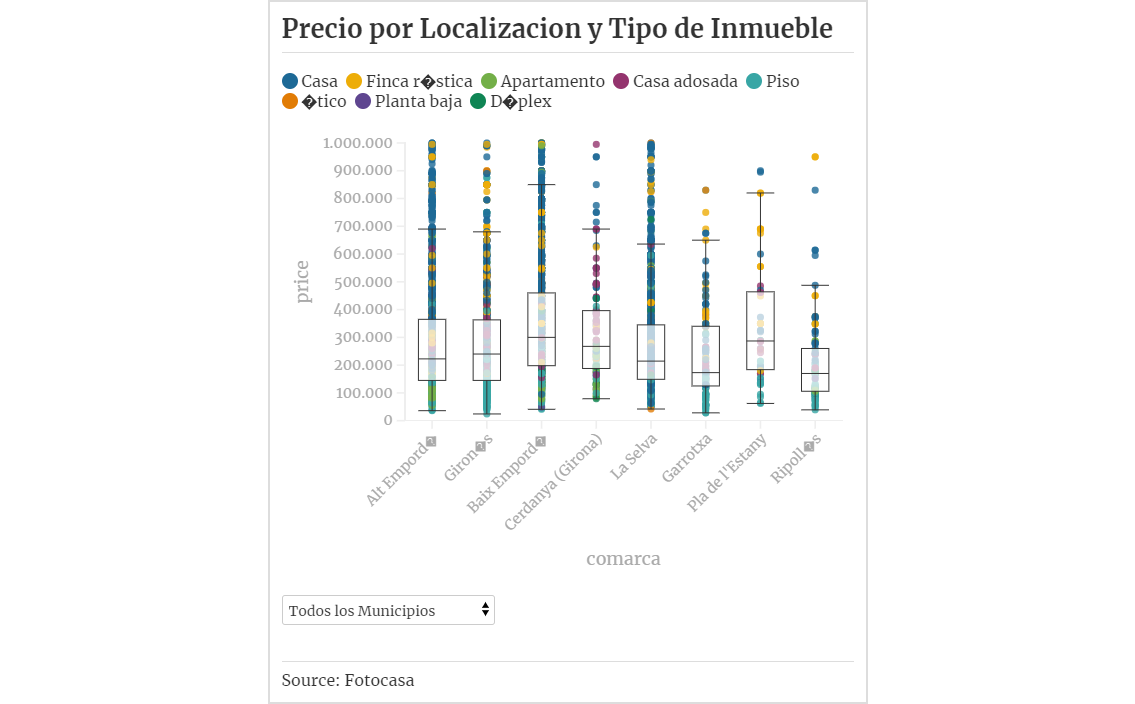 Precio por Localizacion y Tipo de Inmueble
Casa Finca r�stica Apartamento Casa adosada Piso
�tico Planta baja D�plex
1.000.000
900.000
800.000
700.000
600.000
500.000
400.000
300.000
200.000
100.000
0
price
Alt Empord�
Giron�s
Baix Empord�
Cerdanya (Girona)
La Selva
Garrotxa
Pla de l'Estany
Ripoll�s
comarca
Todos los Municipios
Source: Fotocasa